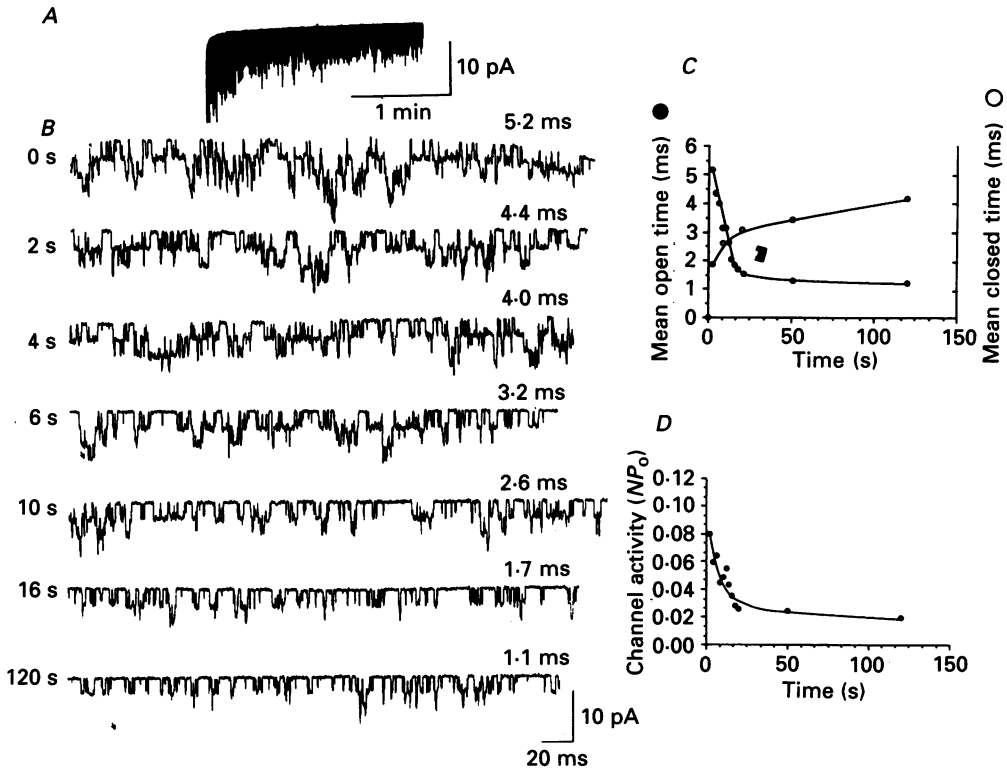 A
10 pA
1 min
B
5·2 ms
0 s
4·4 ms
2 s
4·0 ms
4 s
3·2 ms
6 s
2·6 ms
10 s
1·7 ms
16 s
1·1 ms
120 s
10 pA
20 ms
C
Mean open time (ms)
Mean closed time (ms)
6
5
4
3
2
1
0
0 50 100 150
Time (s)
D
Channel activity (NPo)
0·12
0·10
0·08
0·06
0·04
0·02
0·00
0 50 100 150
Time (s)